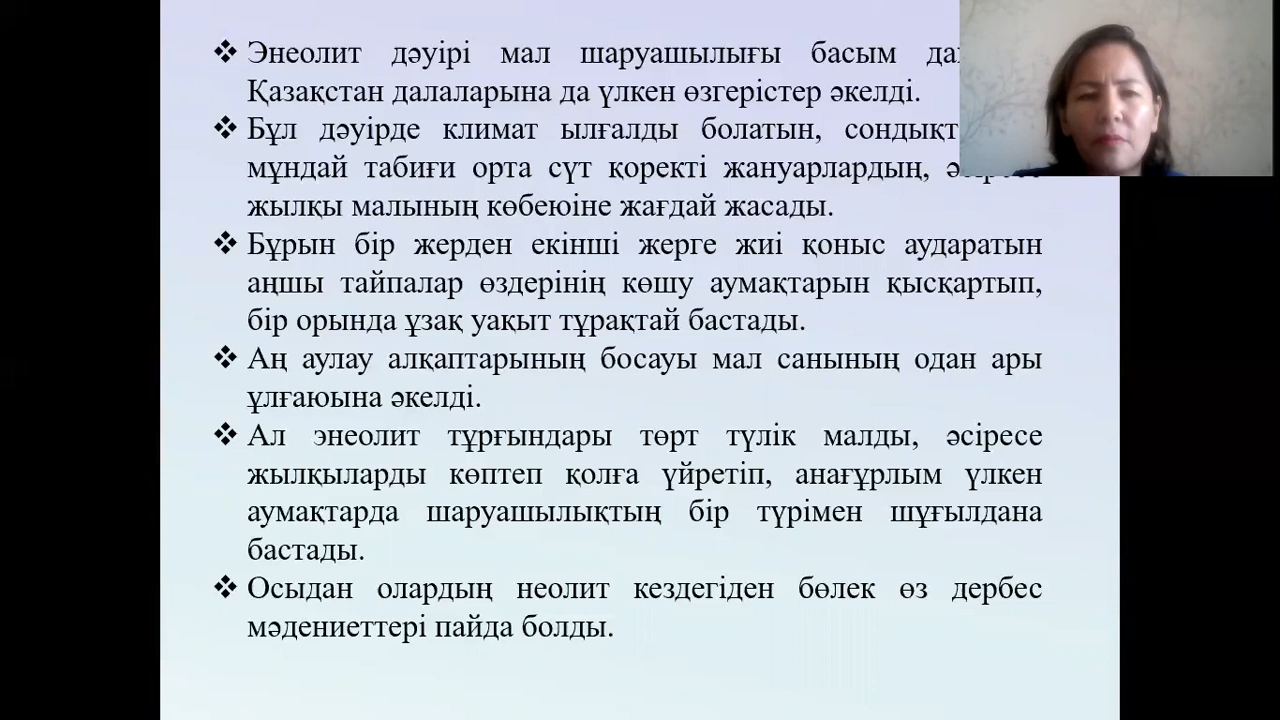 ❖ Энеолит дәуірі мал шаруашылығы басым
Қазақстан далаларына да үлкен өзгерістер әкелді.
❖ Бұл дәуірде климат ылғалды болатын,
мұндай табиғи орта сүт қоректі жануарлардың,
жылқы малының көбеюіне жағдай жасады.
❖ Бұрын бір жерден екінші жерге жиі қоныс аударатын
аңшы тайпалар өздерінің көшу аумақтарын қысқартып,
бір орында ұзақ уақыт тұрақтай бастады.
❖ Аң аулау алқаптарының босауы мал санының одан ары
ұлғаюына әкелді.
❖ Ал энеолит тұрғындары төрт түлік малды, әсіресе
жылқыларды көптеп қолға үйретіп, анағұрлым үлкен
аумақтарда шаруашылықтың бір түрімен шұғылдана
бастады.
❖ Осыдан олардың неолит кездегіден бөлек өз дербес
мәдениеттері пайда болды.